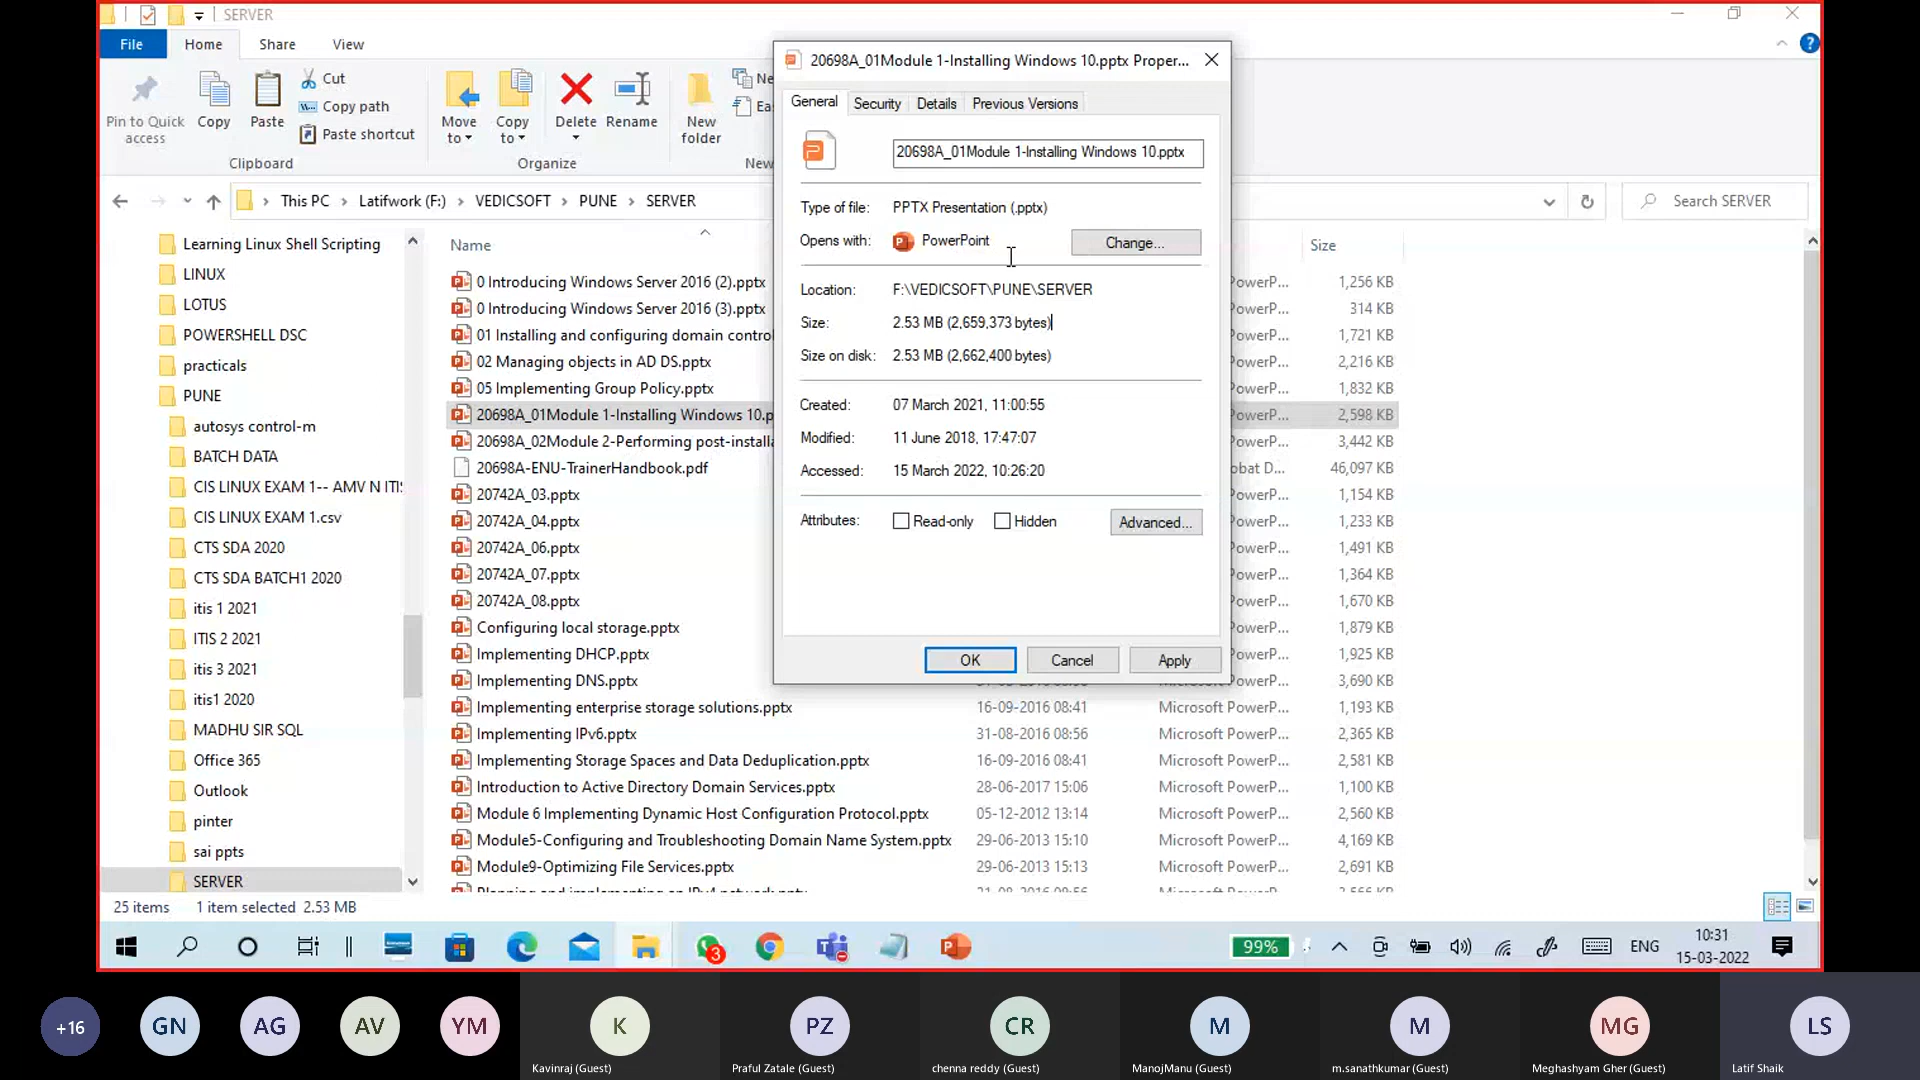 SERVER
File Home Share View
Pin to Quick access
Copy
Paste
Cut
Copy path
Paste shortcut
Clipboard
Move to
Copy to
Delete
Rename
Organize
New folder
Ne
Eas
New
This PC > Latifwork (F:) > VEDICSOFT > PUNE > SERVER
Search SERVER
Learning Linux Shell Scripting
LINUX
LOTUS
POWERSHELL DSC
practicals
PUNE
autosys control-m
BATCH DATA
CIS LINUX EXAM 1-- AMV N ITI
CIS LINUX EXAM 1.csv
CTS SDA 2020
CTS SDA BATCH1 2020
itis 1 2021
ITIS 2 2021
itis 3 2021
itis1 2020
MADHU SIR SQL
Office 365
Outlook
pinter
sai ppts
SERVER
Name Size
0 Introducing Windows Server 2016 (2).pptx PowerP... 1,256 KB
0 Introducing Windows Server 2016 (3).pptx PowerP... 314 KB
01 Installing and configuring domain contro PowerP... 1,721 KB
02 Managing objects in AD DS.pptx PowerP... 2,216 KB
05 Implementing Group Policy.pptx PowerP... 1,832 KB
20698A_01Module 1-Installing Windows 10.p PowerP... 2,598 KB
20698A_02Module 2-Performing post-installa PowerP... 3,442 KB
20698A-ENU-TrainerHandbook.pdf obat D... 46,097 KB
20742A_03.pptx PowerP... 1,154 KB
20742A_04.pptx PowerP... 1,233 KB
20742A_06.pptx PowerP... 1,491 KB
20742A_07.pptx PowerP... 1,364 KB
20742A_08.pptx PowerP... 1,670 KB
Configuring local storage.pptx PowerP... 1,879 KB
Implementing DHCP.pptx PowerP... 1,925 KB
Implementing DNS.pptx PowerP... 3,690 KB
Implementing enterprise storage solutions.pptx 16-09-2016 08:41 Microsoft PowerP... 1,193 KB
Implementing IPv6.pptx 31-08-2016 08:56 Microsoft PowerP... 2,365 KB
Implementing Storage Spaces and Data Deduplication.pptx 16-09-2016 08:41 Microsoft PowerP... 2,581 KB
Introduction to Active Directory Domain Services.pptx 28-06-2017 15:06 Microsoft PowerP... 1,100 KB
Module 6 Implementing Dynamic Host Configuration Protocol.pptx 05-12-2012 13:14 Microsoft PowerP... 2,560 KB
Module5-Configuring and Troubleshooting Domain Name System.pptx 29-06-2013 15:10 Microsoft PowerP... 4,169 KB
Module9-Optimizing File Services.pptx 29-06-2013 15:13 Microsoft PowerP... 2,691 KB
20698A_01Module 1-Installing Windows 10.pptx Proper...
General Security Details Previous Versions
20698A_01Module 1-Installing Windows 10.pptx
Type of file: PPTX Presentation (.pptx)
Opens with: PowerPoint Change...
Location: F:\VEDICSOFT\PUNE\SERVER
Size: 2.53 MB (2,659,373 bytes)
Size on disk: 2.53 MB (2,662,400 bytes)
Created: 07 March 2021, 11:00:55
Modified: 11 June 2018, 17:47:07
Accessed: 15 March 2022, 10:26:20
Attributes: Read-only Hidden Advanced...
OK Cancel Apply
25 items 1 item selected 2.53 MB
3
99%
ENG
10:31
15-03-2022
+16 GN AG AV YM K PZ CR M M MG LS
Kavinraj (Guest) Praful Zatale (Guest) chenna reddy (Guest) ManojManu (Guest) m.sanathkumar (Guest) Meghashyam Gher (Guest) Latif Shaik